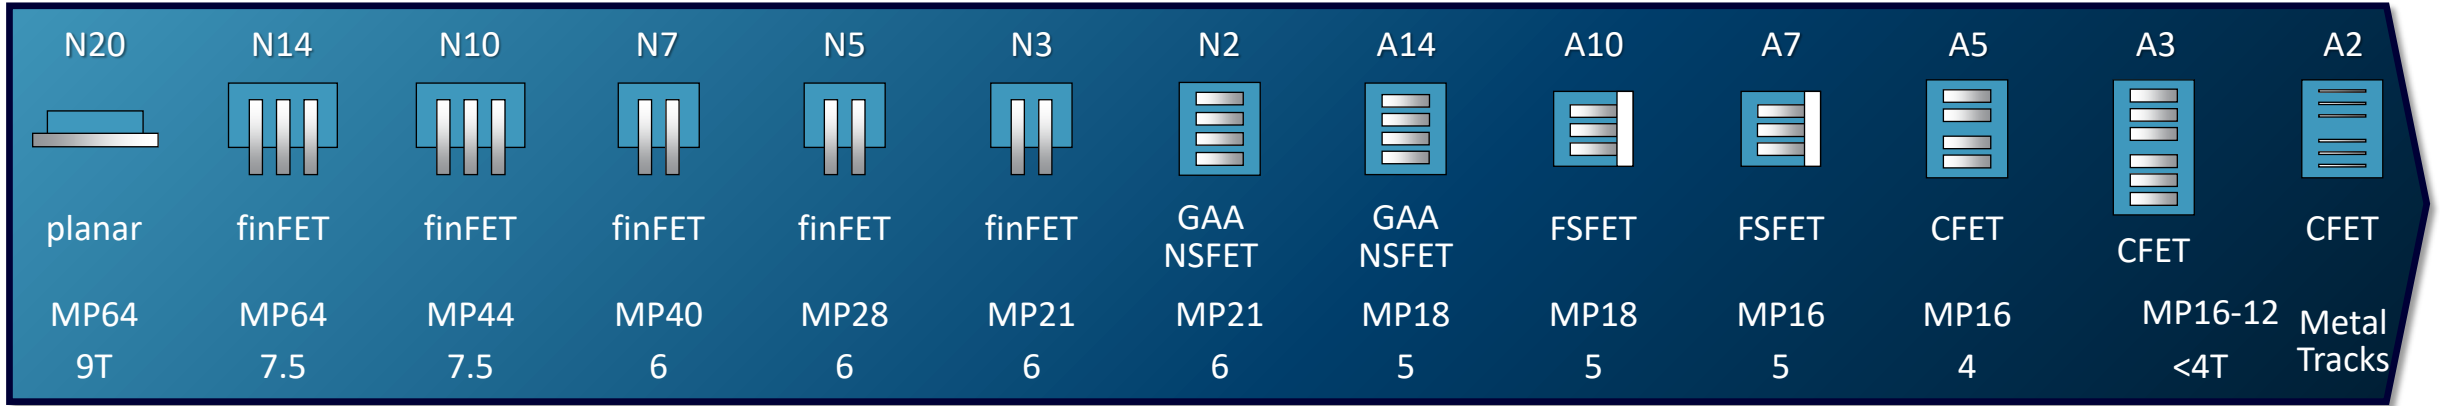 N20 N14 N10 N7 N5 N3 N2 A14 A10 A7 A5 A3 A2
planar finFET finFET finFET finFET finFET GAA NSFET GAA NSFET FSFET FSFET CFET CFET CFET
MP64 MP64 MP44 MP40 MP28 MP21 MP21 MP18 MP18 MP16 MP16 MP16-12 Metal
9T 7.5 7.5 6 6 6 6 5 5 5 4 <4T Tracks